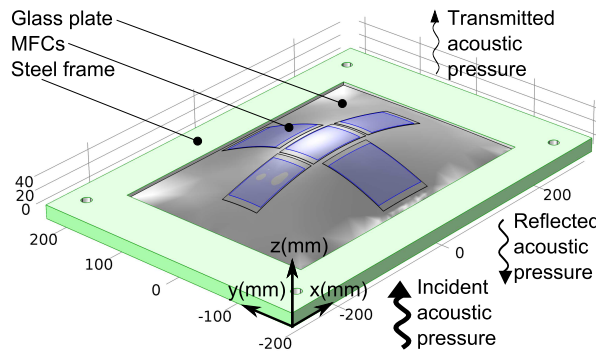 Glass plate
MFCs
Steel frame
Transmitted
acoustic
pressure
40
20
0
200
100
0
-100
-200
z(mm)
y(mm)
x(mm)
-200
0
200
Reflected
acoustic
pressure
Incident
acoustic
pressure